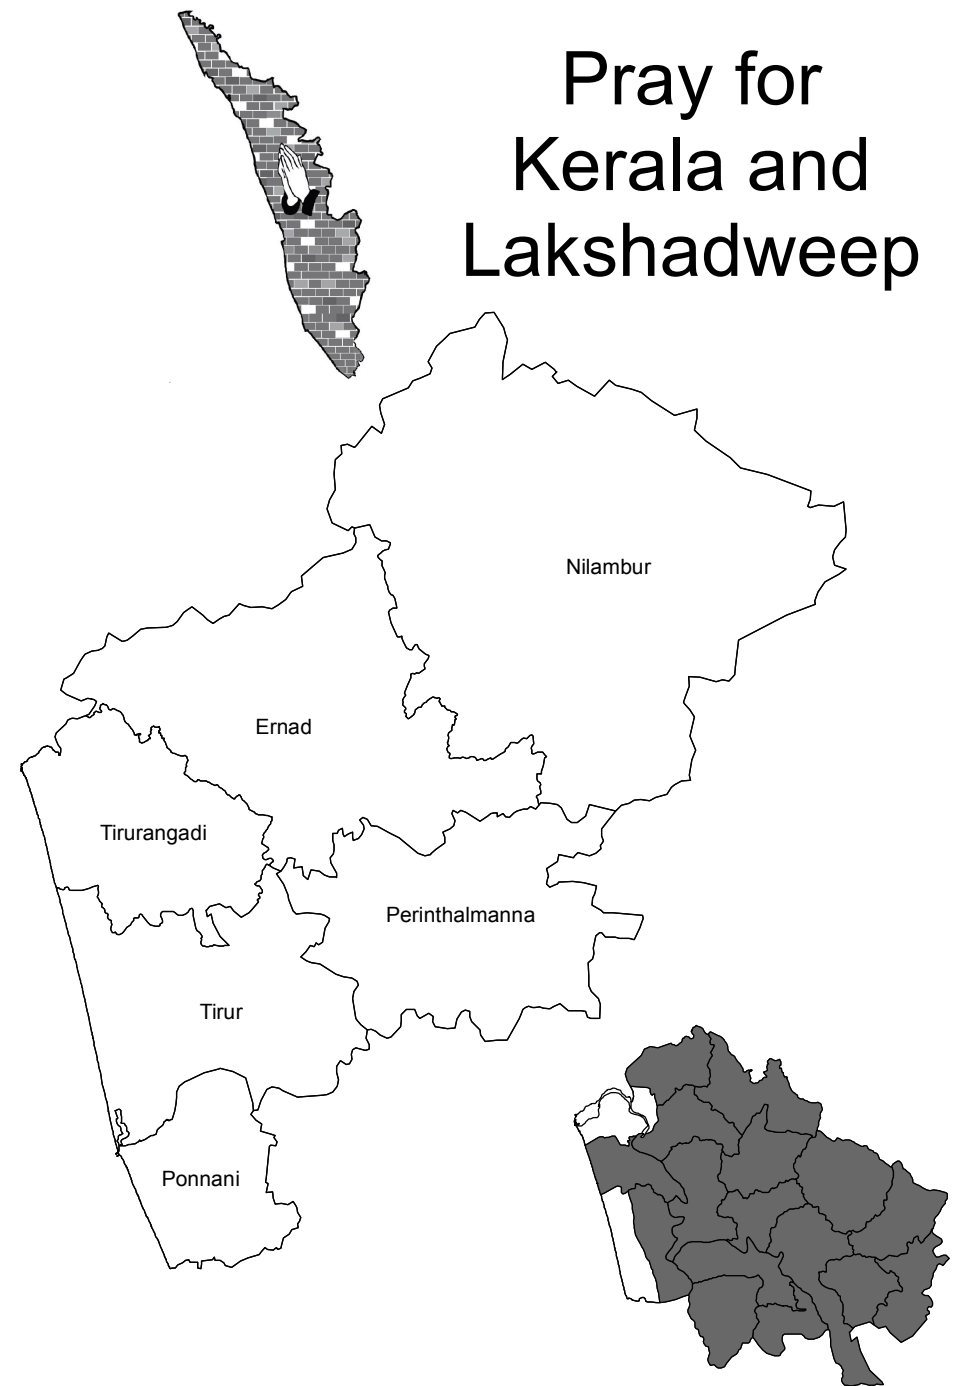 Pray for
Kerala and
Lakshadweep
Nilambur
Ernad
Tirurangadi
Perinthalmanna
Tirur
Ponnani